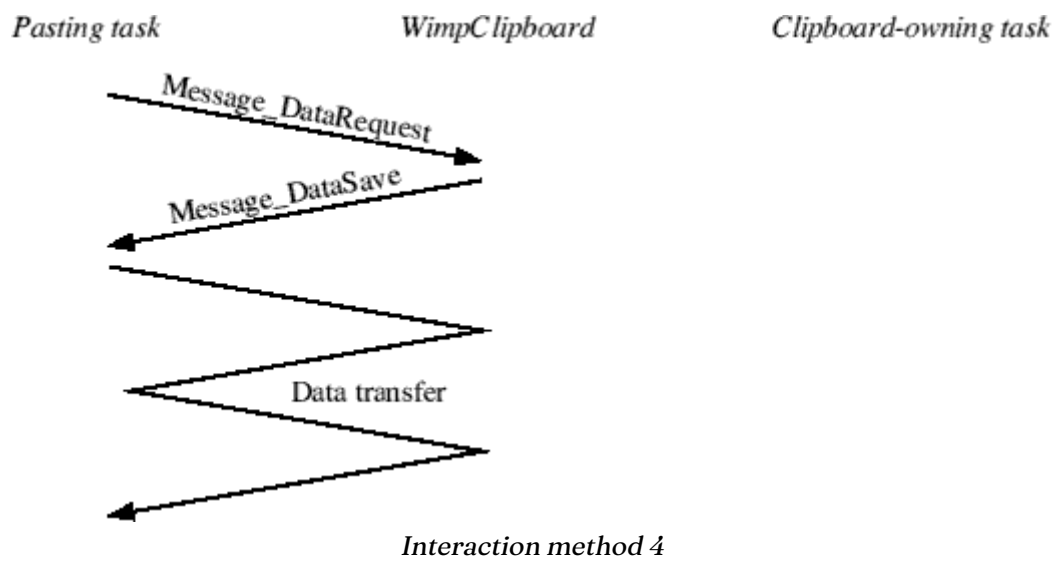 Pasting task WimpClipboard Clipboard-owning task
Message_DataRequest
Message_DataSave
Data transfer
Interaction method 4